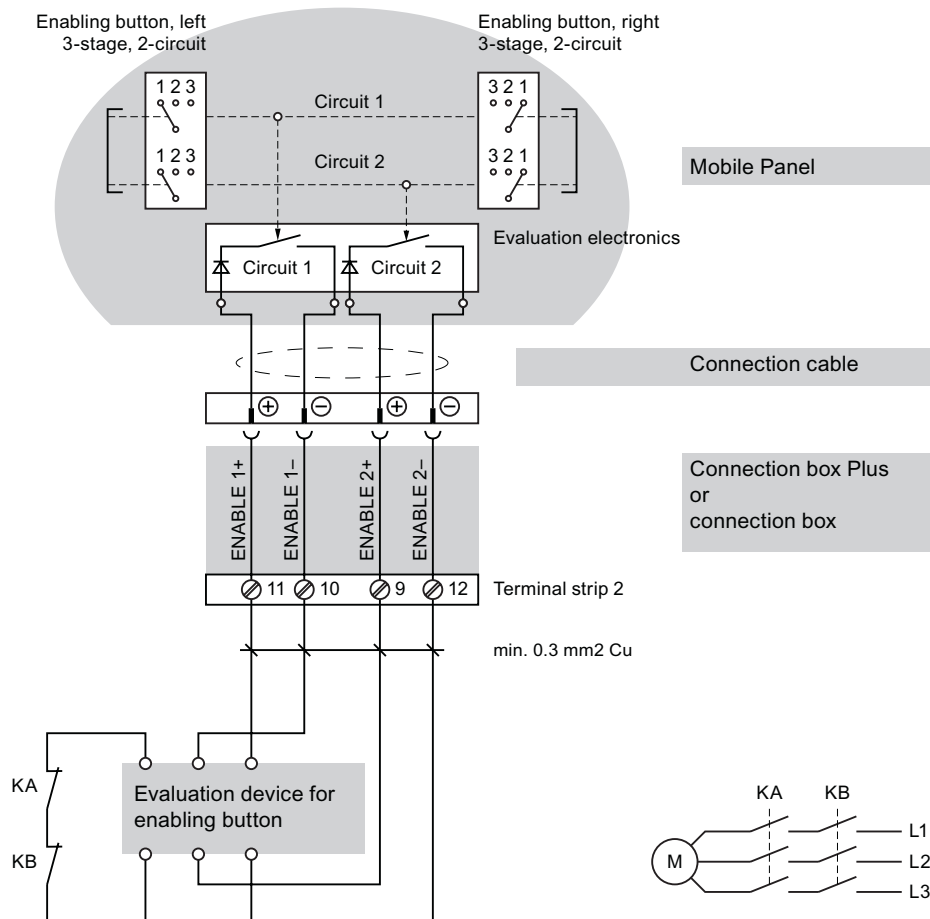 Enabling button, left
3-stage, 2-circuit
Enabling button, right
3-stage, 2-circuit
1 2 3
3 2 1
Circuit 1
1 2 3
3 2 1
Circuit 2
Mobile Panel
Evaluation electronics
Circuit 1
Circuit 2
Connection cable
+ – + –
ENABLE 1+
ENABLE 1–
ENABLE 2+
ENABLE 2–
Connection box Plus
or
connection box
11 10 9 12
Terminal strip 2
min. 0.3 mm2 Cu
KA
KB
Evaluation device for
enabling button
KA KB
M
L1
L2
L3